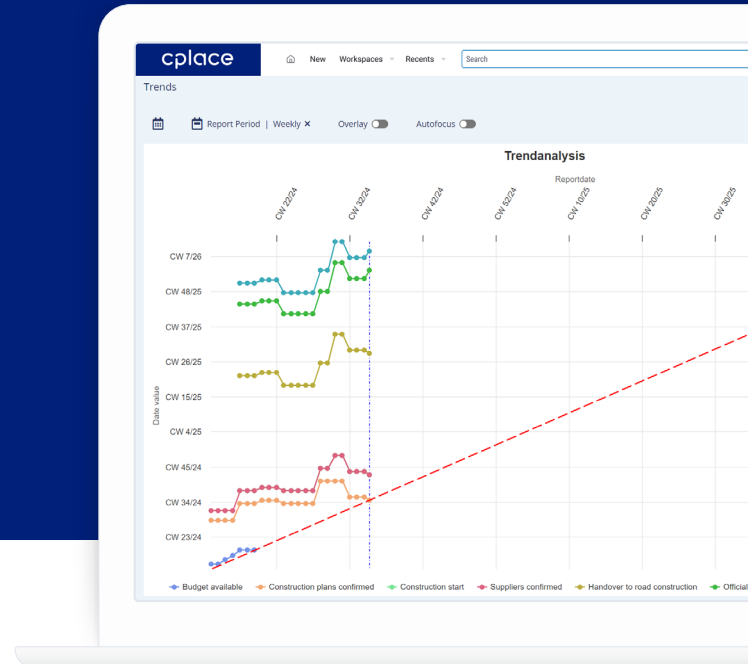 cplace
New Workspaces Recents Search
Trends
Report Period | Weekly × Overlay Autofocus
Trendanalysis
Reportdate
CW 22/24 CW 32/24 CW 42/24 CW 52/24 CW 10/25 CW 20/25 CW 30/25
CW 7/26
CW 48/25
CW 37/25
CW 26/25
CW 15/25
CW 4/25
CW 45/24
CW 34/24
CW 23/24
Date value
Budget available Construction plans confirmed Construction start Suppliers confirmed Handover to road construction Official